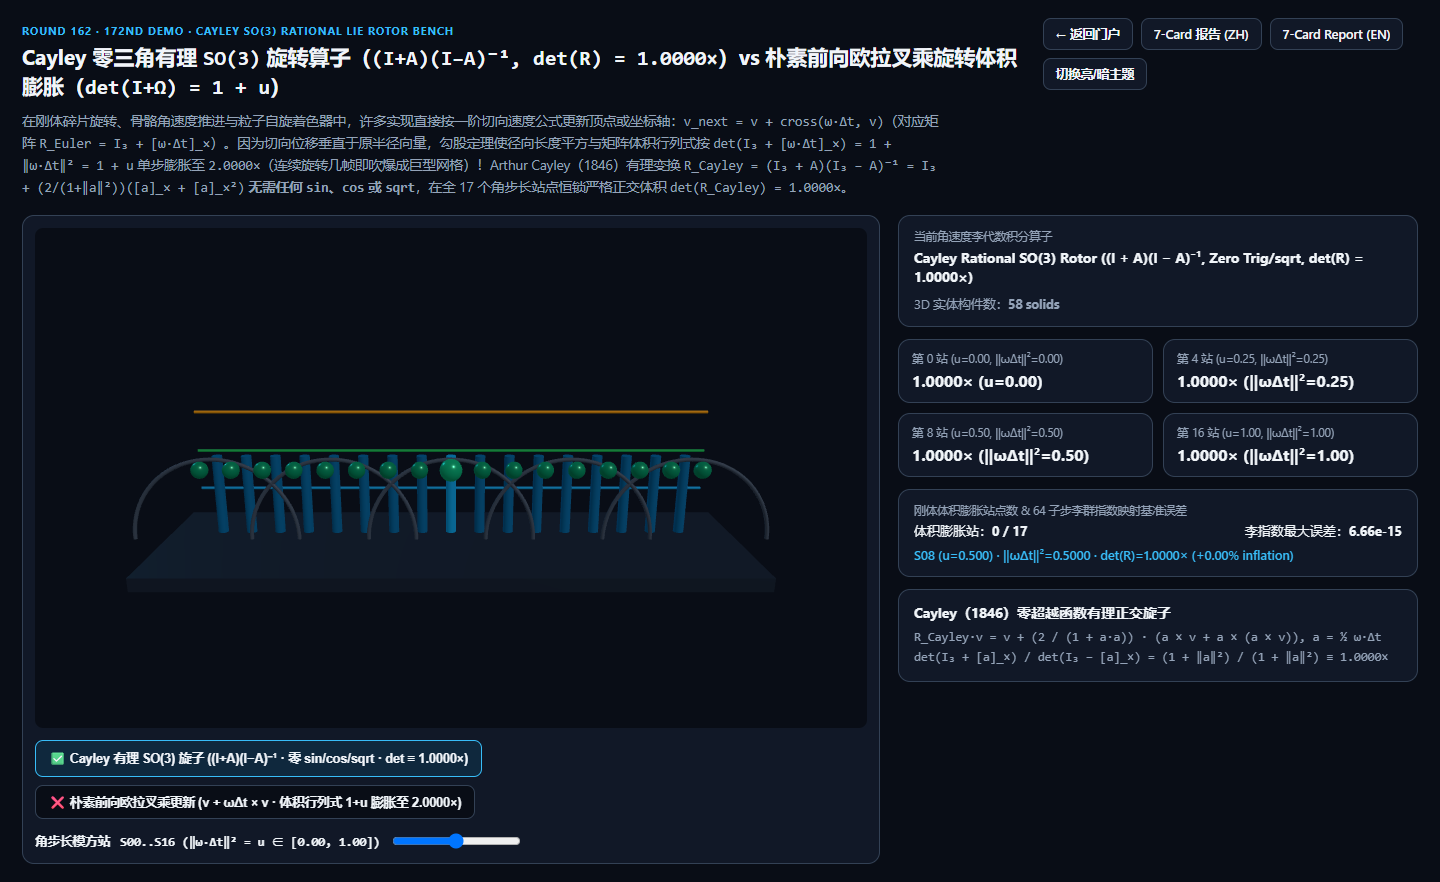 ROUND 162 · 172ND DEMO · CAYLEY SO(3) RATIONAL LIE ROTOR BENCH
Cayley 零三角有理 SO(3) 旋转算子（(I+A)(I−A)⁻¹, det(R) = 1.0000×）vs 朴素前向欧拉叉乘旋转体积
膨胀（det(I+Ω) = 1 + u）
在刚体碎片旋转、骨骼角速度推进与粒子自旋着色器中，许多实现直接按一阶切向速度公式更新顶点或坐标轴：v_next = v + cross(ω·Δt, v)（对应矩
阵 R_Euler = I₃ + [ω·Δt]_x）。因为切向位移垂直于原半径向量，勾股定理使径向长度平方与矩阵体积行列式按 det(I₃ + [ω·Δt]_x) = 1 +
‖ω·Δt‖² = 1 + u 单步膨胀至 2.0000×（连续旋转几帧即吹爆成巨型网格）！Arthur Cayley（1846）有理变换 R_Cayley = (I₃ + A)(I₃ − A)⁻¹ = I₃
+ (2/(1+‖a‖²))([a]_x + [a]_x²) 无需任何 sin、cos 或 sqrt，在全 17 个角步长站点恒锁严格正交体积 det(R_Cayley) = 1.0000×。
← 返回门户
7-Card 报告 (ZH)
7-Card Report (EN)
切换亮/暗主题
✅ Cayley 有理 SO(3) 旋子 ((I+A)(I−A)⁻¹ · 零 sin/cos/sqrt · det ≡ 1.0000×)
❌ 朴素前向欧拉叉乘更新 (v + ωΔt × v · 体积行列式 1+u 膨胀至 2.0000×)
角步长模方站 S00..S16 (‖ω·Δt‖² = u ∈ [0.00, 1.00])
当前角速度李代数积分算子
Cayley Rational SO(3) Rotor ((I + A)(I − A)⁻¹, Zero Trig/sqrt, det(R) =
1.0000×)
3D 实体构件数：58 solids
第 0 站 (u=0.00, ‖ωΔt‖²=0.00)
1.0000× (u=0.00)
第 4 站 (u=0.25, ‖ωΔt‖²=0.25)
1.0000× (‖ωΔt‖²=0.25)
第 8 站 (u=0.50, ‖ωΔt‖²=0.50)
1.0000× (‖ωΔt‖²=0.50)
第 16 站 (u=1.00, ‖ωΔt‖²=1.00)
1.0000× (‖ωΔt‖²=1.00)
刚体体积膨胀站点数 & 64 子步李群指数映射基准误差
体积膨胀站：0 / 17
李指数最大误差：6.66e-15
S08 (u=0.500) · ‖ωΔt‖²=0.5000 · det(R)=1.0000× (+0.00% inflation)
Cayley（1846）零超越函数有理正交旋子
R_Cayley·v = v + (2 / (1 + a·a)) · (a × v + a × (a × v)), a = ½ ω·Δt
det(I₃ + [a]_x) / det(I₃ − [a]_x) = (1 + ‖a‖²) / (1 + ‖a‖²) ≡ 1.0000×